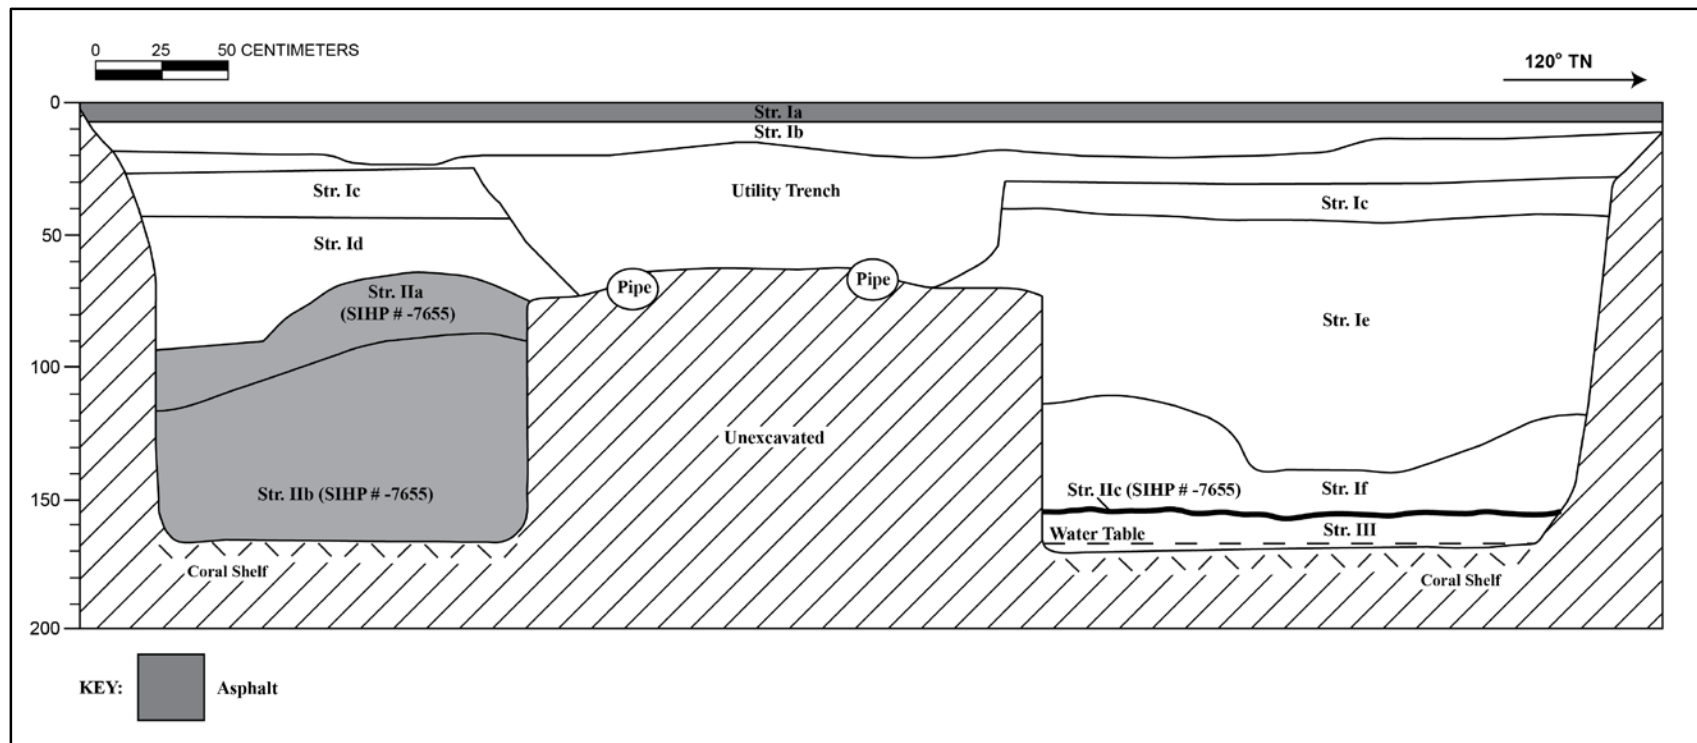 0 25 50 CENTIMETERS
120° TN
0
50
100
150
200
Str. Ia
Str. Ib
Str. Ic
Utility Trench
Str. Ic
Str. Id
Pipe
Pipe
Str. IIa
(SIHP # -7655)
Str. Ie
Unexcavated
Str. IIb (SIHP # -7655)
Str. IIc (SIHP # -7655)
Str. If
Water Table
Str. III
Coral Shelf
Coral Shelf
KEY:
Asphalt